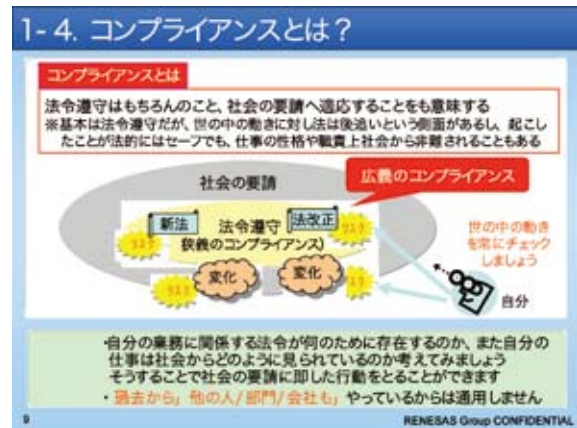 1-4. コンプライアンスとは？
コンプライアンスとは
法令遵守はもちろんのこと、社会の要請へ適応することをも意味する
※基本は法令遵守だが、世の中の動きに対し法は後追いという側面があるし、起こし
たことが法的にはセーフでも、仕事の性格や職責上社会から非難されることもある
社会の要請
広義のコンプライアンス
新法
法令遵守
法改正
狭義のコンプライアンス)
リスク
リスク
変化
変化
リスク
リスク
世の中の動き
を常にチェック
しましょう
自分
・自分の業務に関係する法令が何のために存在するのか、また自分の
仕事は社会からどのように見られているのか考えてみましょう
そうすることで社会の要請に即した行動をとることができます
・過去から」他の人/部門/会社も」やっているからは通用しません
9
RENESAS Group CONFIDENTIAL